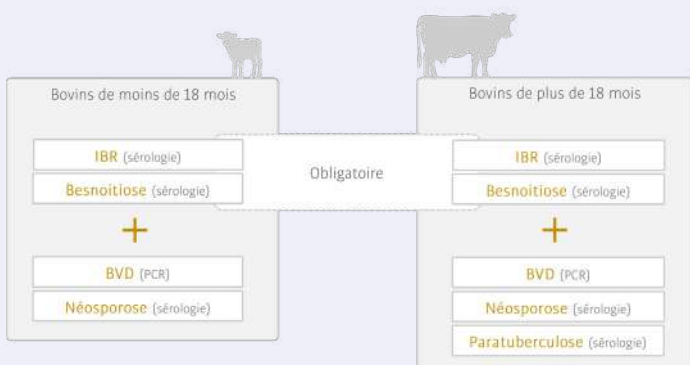 Bovins de moins de 18 mois
IBR (sérologie)
Besnoitiose (sérologie)
+
BVD (PCR)
Néosporose (sérologie)
Obligatoire
Bovins de plus de 18 mois
IBR (sérologie)
Besnoitiose (sérologie)
+
BVD (PCR)
Néosporose (sérologie)
Paratuberculose (sérologie)